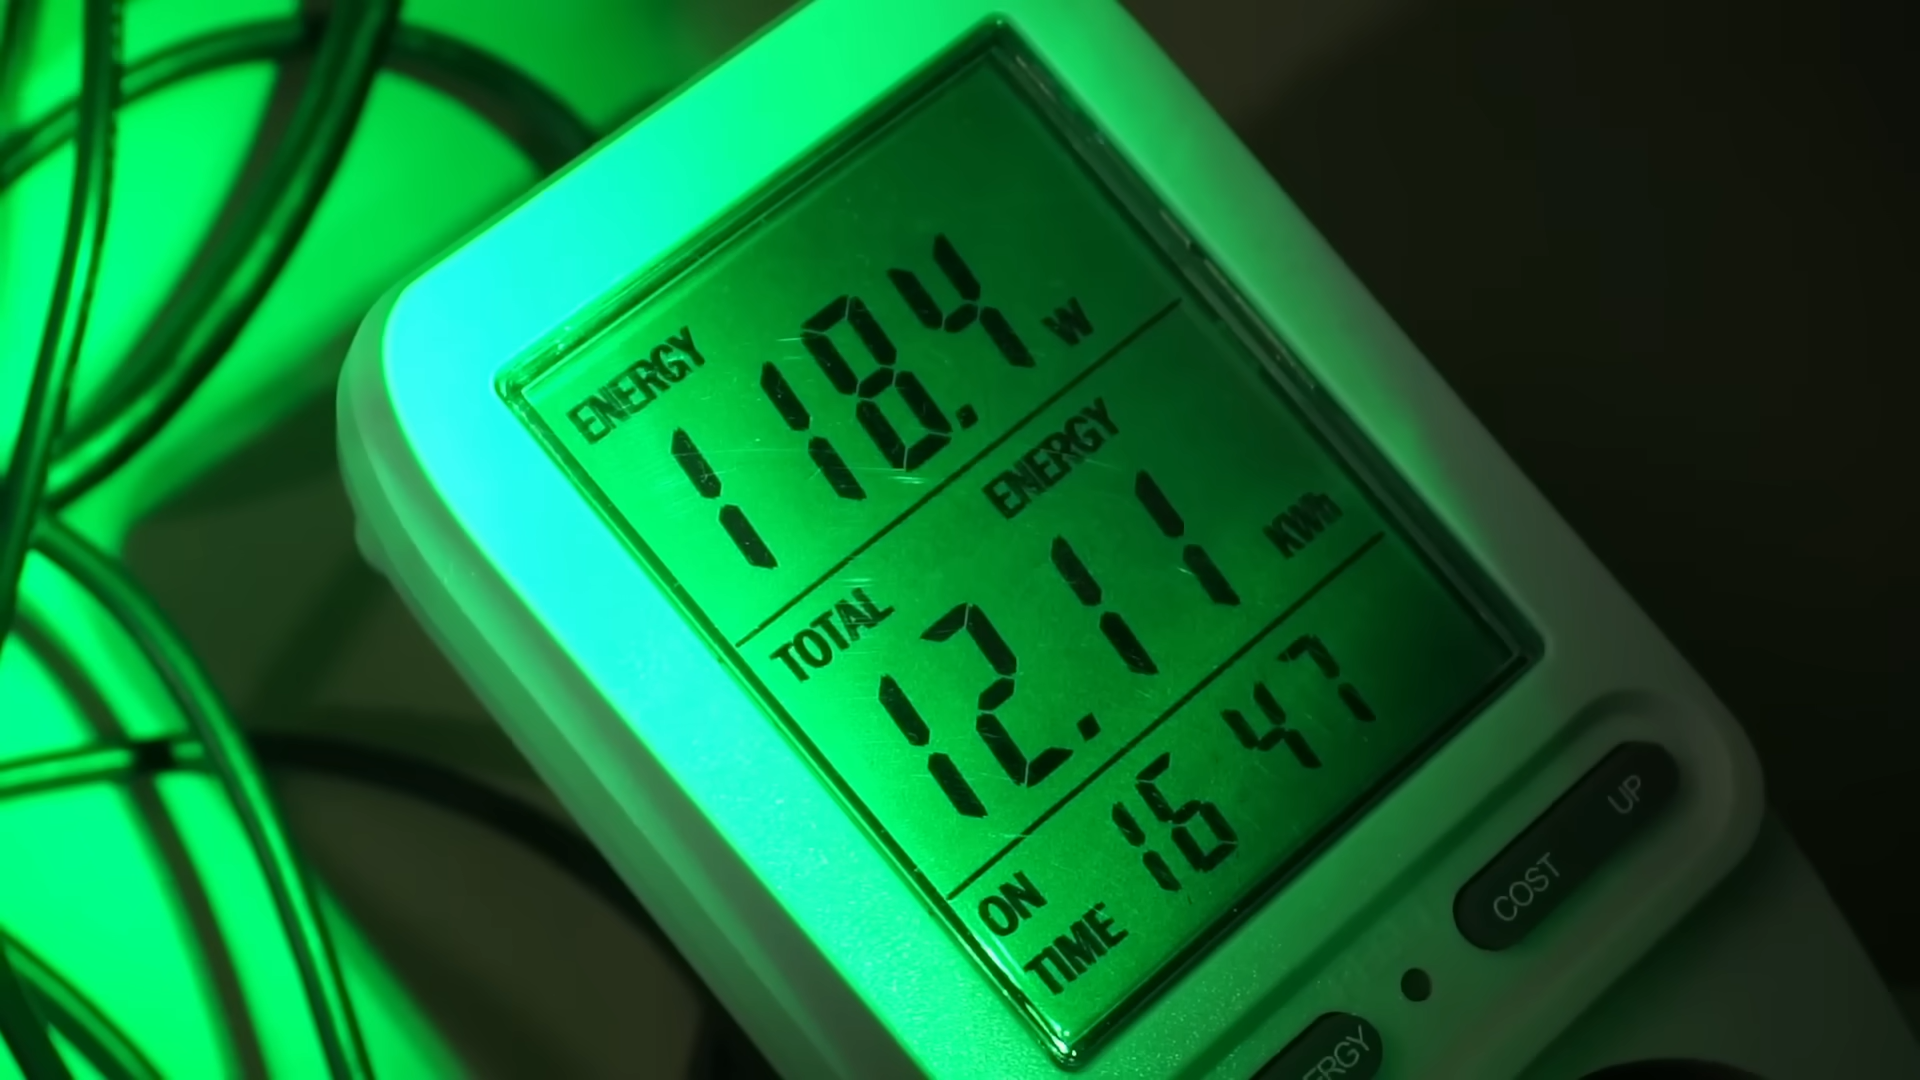 ENERGY
118.4 W
TOTAL ENERGY
12.11 KWh
ON TIME 16 47
UP
COST